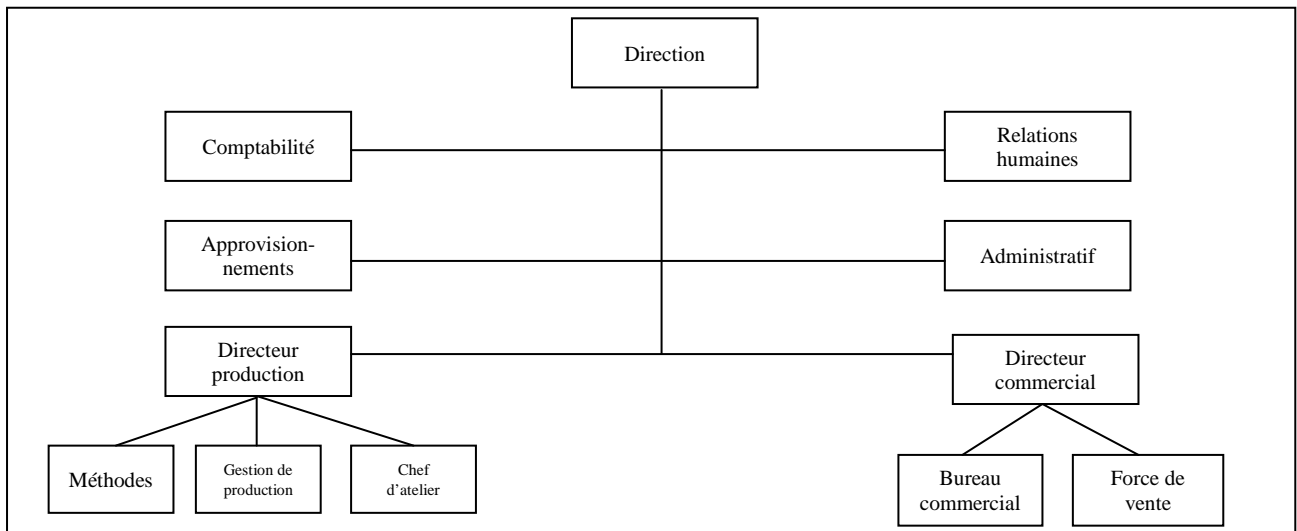 Direction
Comptabilité
Relations
humaines
Approvision-
nements
Administratif
Directeur
production
Directeur
commercial
Méthodes
Gestion de
production
Chef
d'atelier
Bureau
commercial
Force de
vente